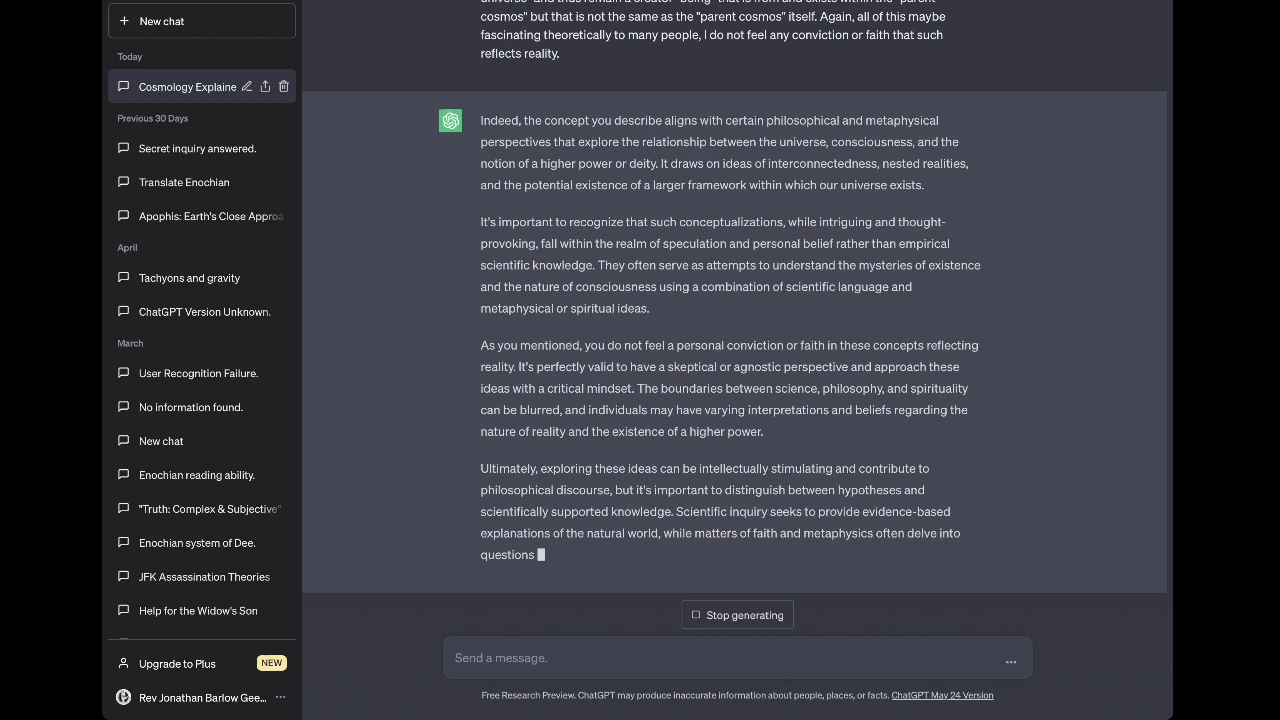 New chat
Today
Cosmology Explaine
Previous 30 Days
Secret inquiry answered.
Translate Enochian
Apophis: Earth's Close Approa
April
Tachyons and gravity
ChatGPT Version Unknown.
March
User Recognition Failure.
No information found.
New chat
Enochian reading ability.
"Truth: Complex & Subjective"
Enochian system of Dee.
JFK Assassination Theories
Help for the Widow's Son
Upgrade to Plus NEW
Rev Jonathan Barlow Gee...
cosmos" but that is not the same as the "parent cosmos" itself. Again, all of this maybe
fascinating theoretically to many people, I do not feel any conviction or faith that such
reflects reality.
Indeed, the concept you describe aligns with certain philosophical and metaphysical
perspectives that explore the relationship between the universe, consciousness, and the
notion of a higher power or deity. It draws on ideas of interconnectedness, nested realities,
and the potential existence of a larger framework within which our universe exists.
It's important to recognize that such conceptualizations, while intriguing and thought-
provoking, fall within the realm of speculation and personal belief rather than empirical
scientific knowledge. They often serve as attempts to understand the mysteries of existence
and the nature of consciousness using a combination of scientific language and
metaphysical or spiritual ideas.
As you mentioned, you do not feel a personal conviction or faith in these concepts reflecting
reality. It's perfectly valid to have a skeptical or agnostic perspective and approach these
ideas with a critical mindset. The boundaries between science, philosophy, and spirituality
can be blurred, and individuals may have varying interpretations and beliefs regarding the
nature of reality and the existence of a higher power.
Ultimately, exploring these ideas can be intellectually stimulating and contribute to
philosophical discourse, but it's important to distinguish between hypotheses and
scientifically supported knowledge. Scientific inquiry seeks to provide evidence-based
explanations of the natural world, while matters of faith and metaphysics often delve into
questions
Stop generating
Send a message.
Free Research Preview. ChatGPT may produce inaccurate information about people, places, or facts. ChatGPT May 24 Version